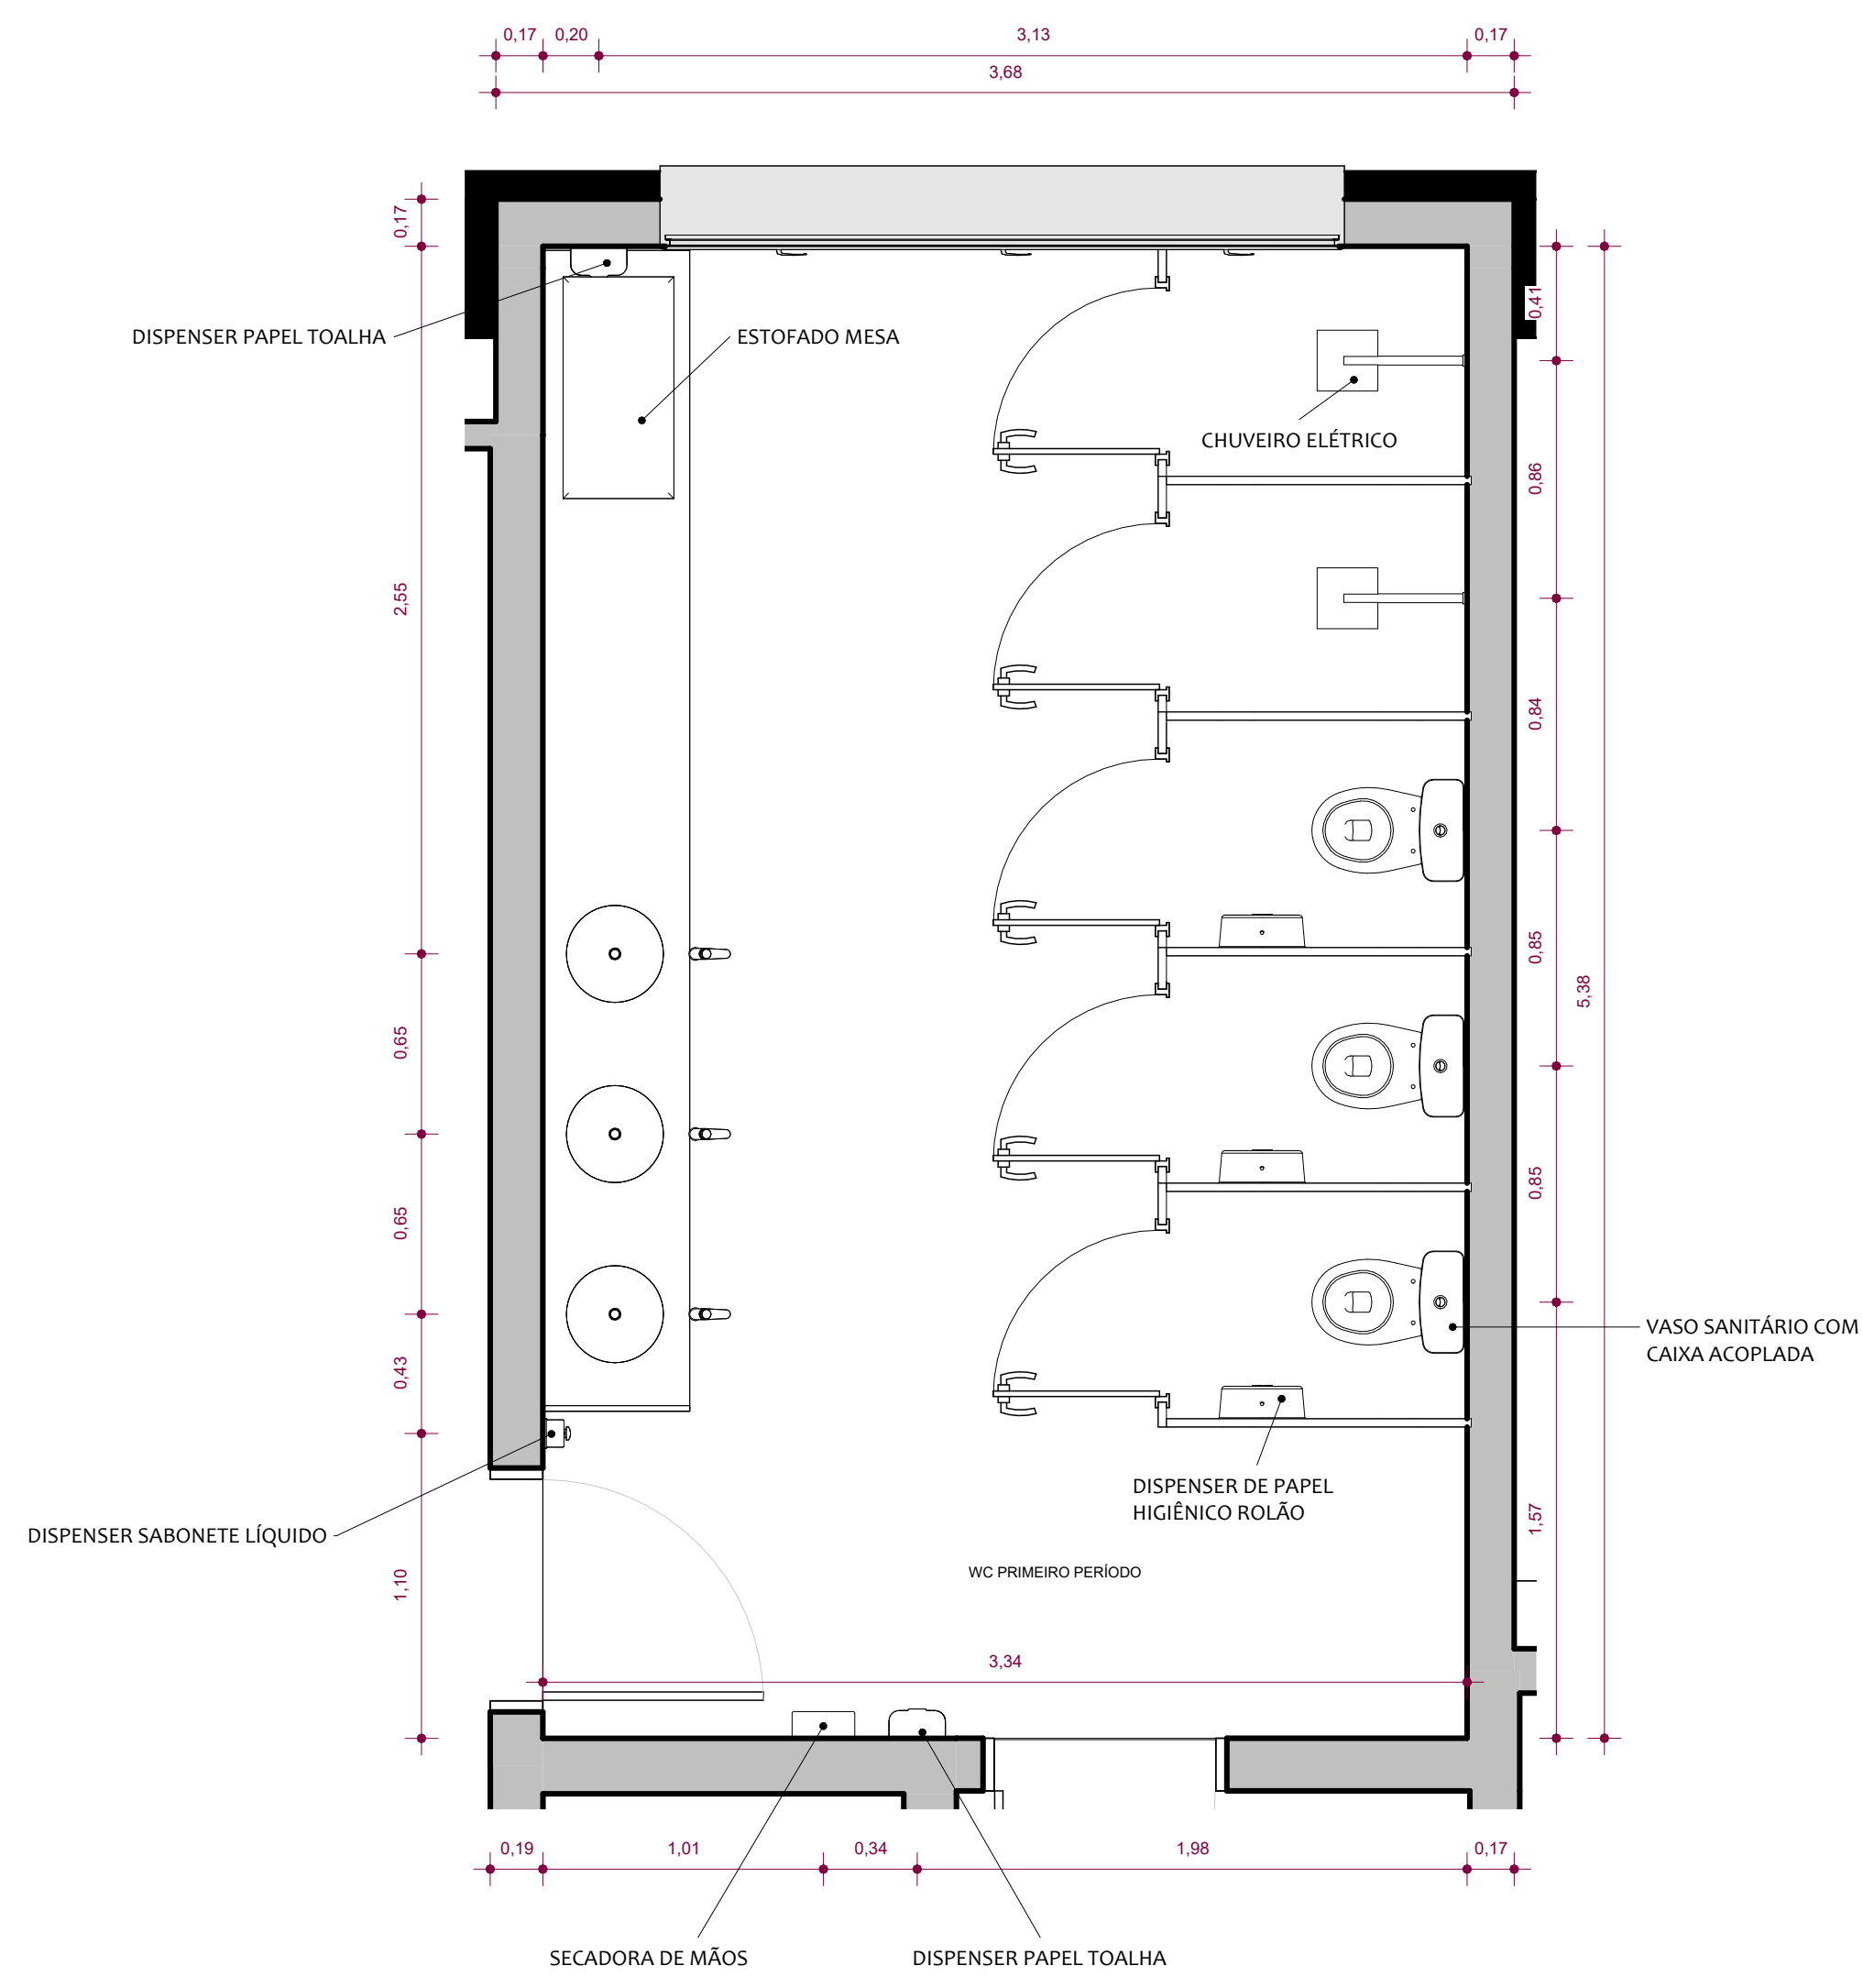 0,17 0,20 3,13 0,17
3,68
0,17
0,41
DISPENSER PAPEL TOALHA
ESTOFADO MESA
CHUVEIRO ELÉTRICO
0,86
2,55
0,84
0,85
5,38
0,65
0,85
0,65
VASO SANITÁRIO COM
CAIXA ACOPLADA
0,43
DISPENSER DE PAPEL
HIGIÊNICO ROLÃO
1,57
DISPENSER SABONETE LÍQUIDO
1,10
WC PRIMEIRO PERÍODO
3,34
0,19 1,01 0,34 1,98 0,17
SECADORA DE MÃOS
DISPENSER PAPEL TOALHA